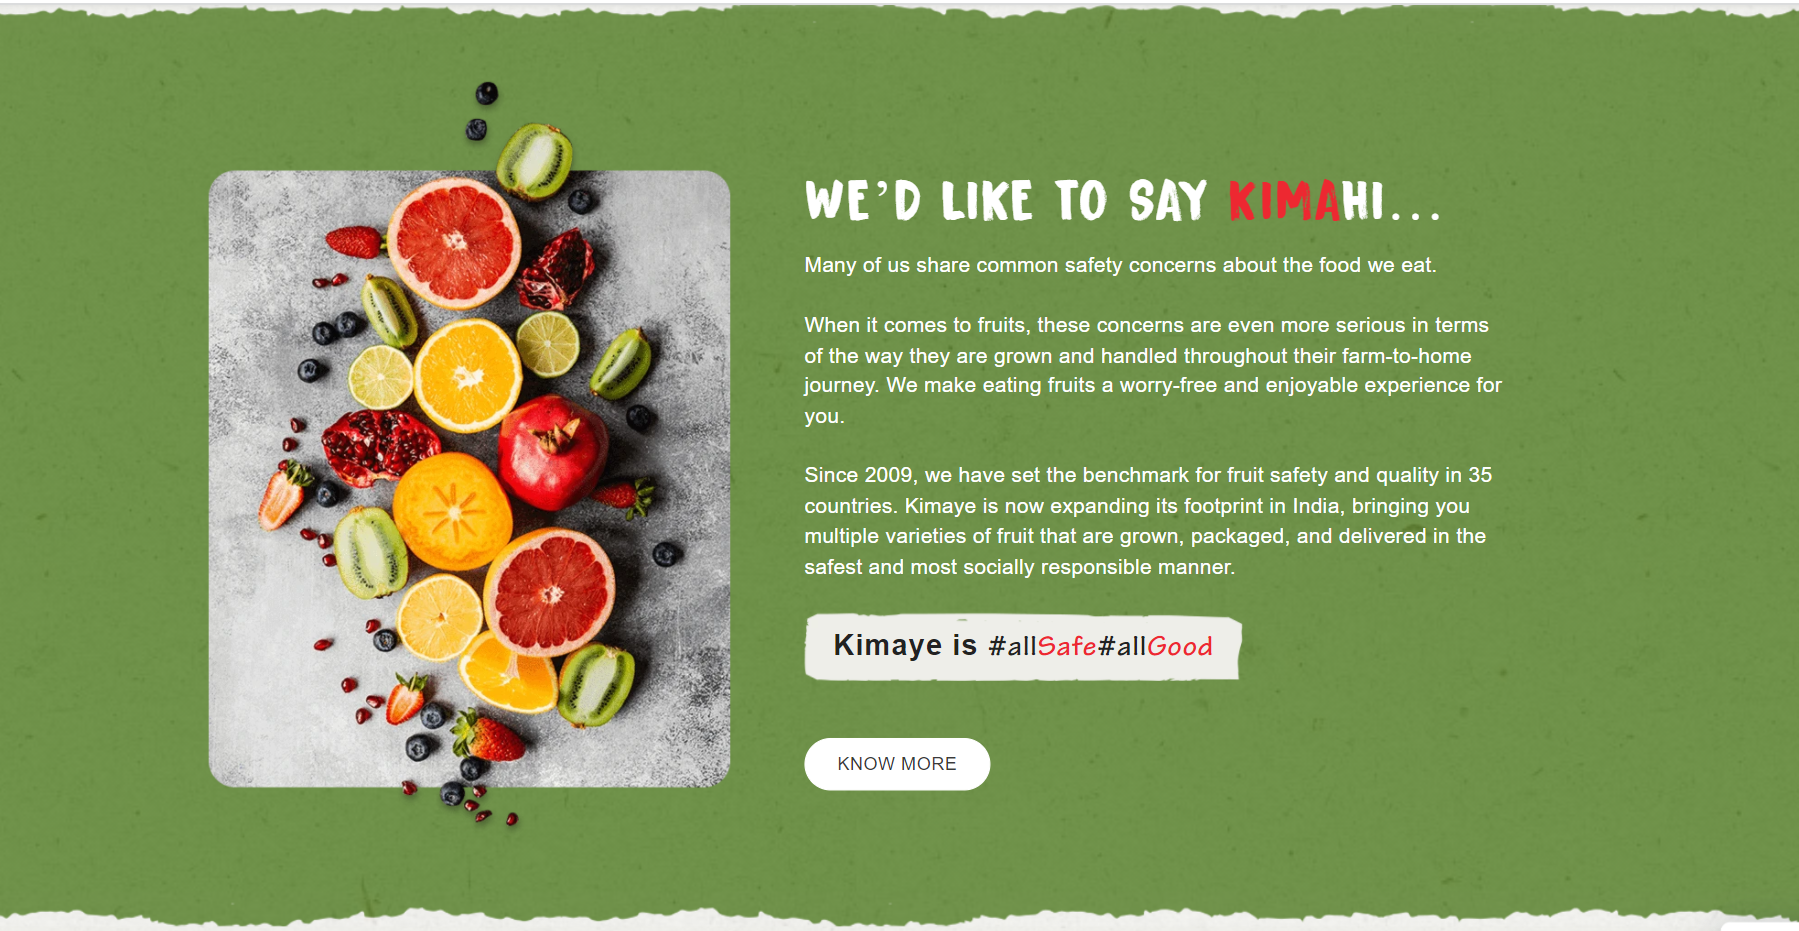 WE'D LIKE TO SAY KIMAHI...
Many of us share common safety concerns about the food we eat.
When it comes to fruits, these concerns are even more serious in terms
of the way they are grown and handled throughout their farm-to-home
journey. We make eating fruits a worry-free and enjoyable experience for
you.
Since 2009, we have set the benchmark for fruit safety and quality in 35
countries. Kimaye is now expanding its footprint in India, bringing you
multiple varieties of fruit that are grown, packaged, and delivered in the
safest and most socially responsible manner.
Kimaye is #allSafe#allGood
KNOW MORE